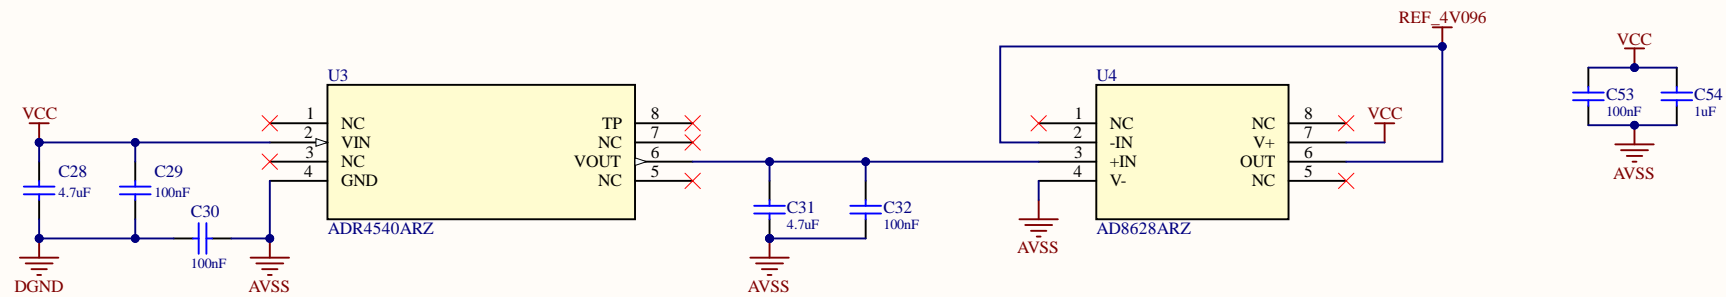 REF_4V096
VCC
C53
100nF
C54
1uF
AVSS
U3
1
NC
2
VIN
3
NC
4
GND
TP
8
NC
7
VOUT
6
NC
5
ADR4540ARZ
VCC
C28
4.7uF
C29
100nF
C30
100nF
DGND
AVSS
C31
4.7uF
C32
100nF
AVSS
U4
1
NC
2
-IN
3
+IN
4
V-
NC
8
V+
7
OUT
6
NC
5
AD8628ARZ
VCC
AVSS